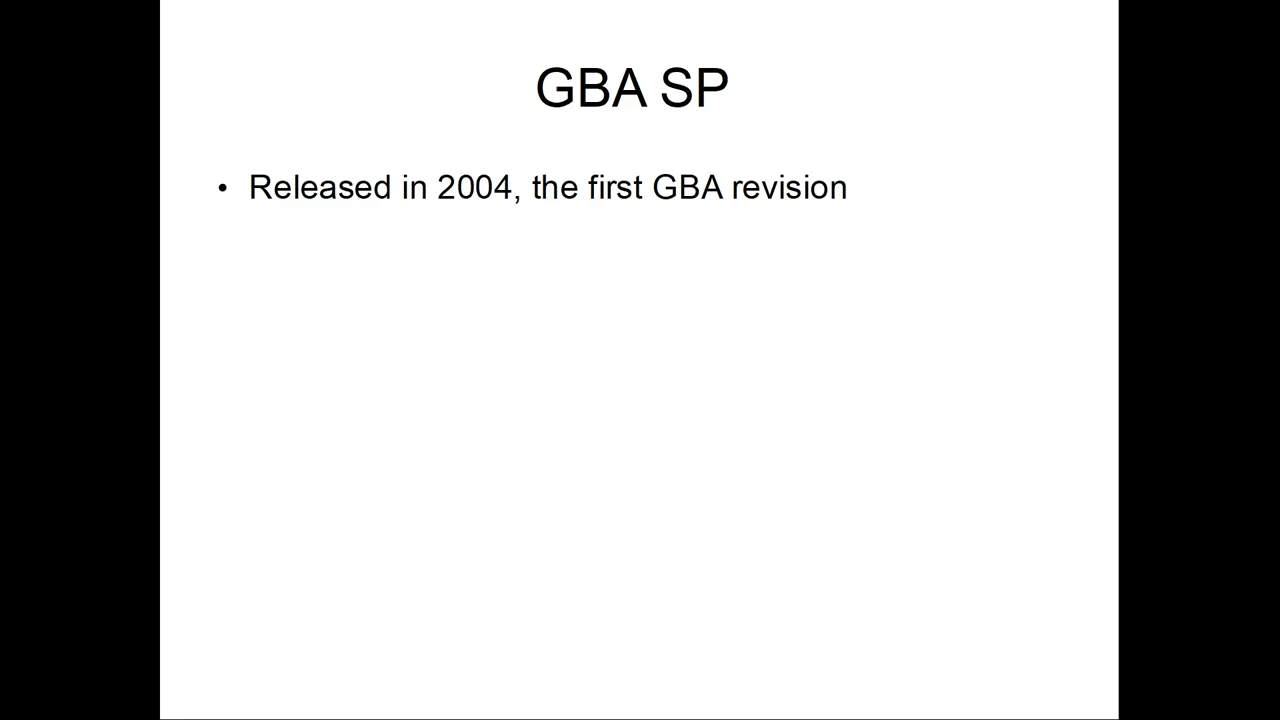 GBA SP
• Released in 2004, the first GBA revision